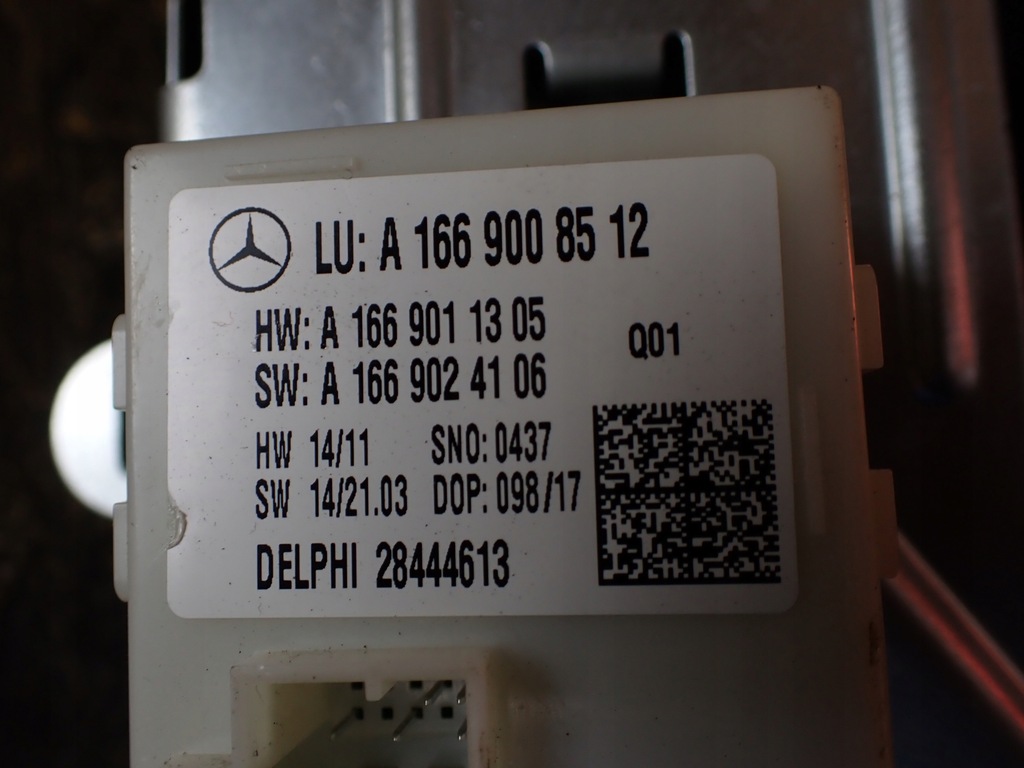 LU: A 166 900 85 12
HW: A 166 901 13 05
Q01
SW: A 166 902 41 06
HW 14/11 SNO: 0437
SW 14/21.03 DOP: 098/17
DELPHI 28444613